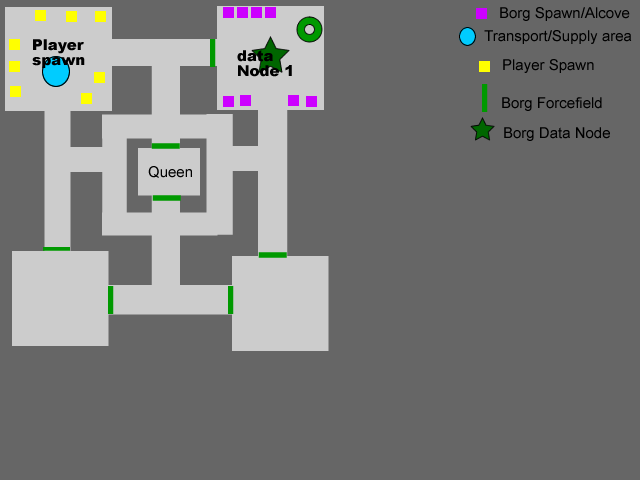 Player
spawn
data
Node 1
Queen
Borg Spawn/Alcove
Transport/Supply area
Player Spawn
Borg Forcefield
Borg Data Node